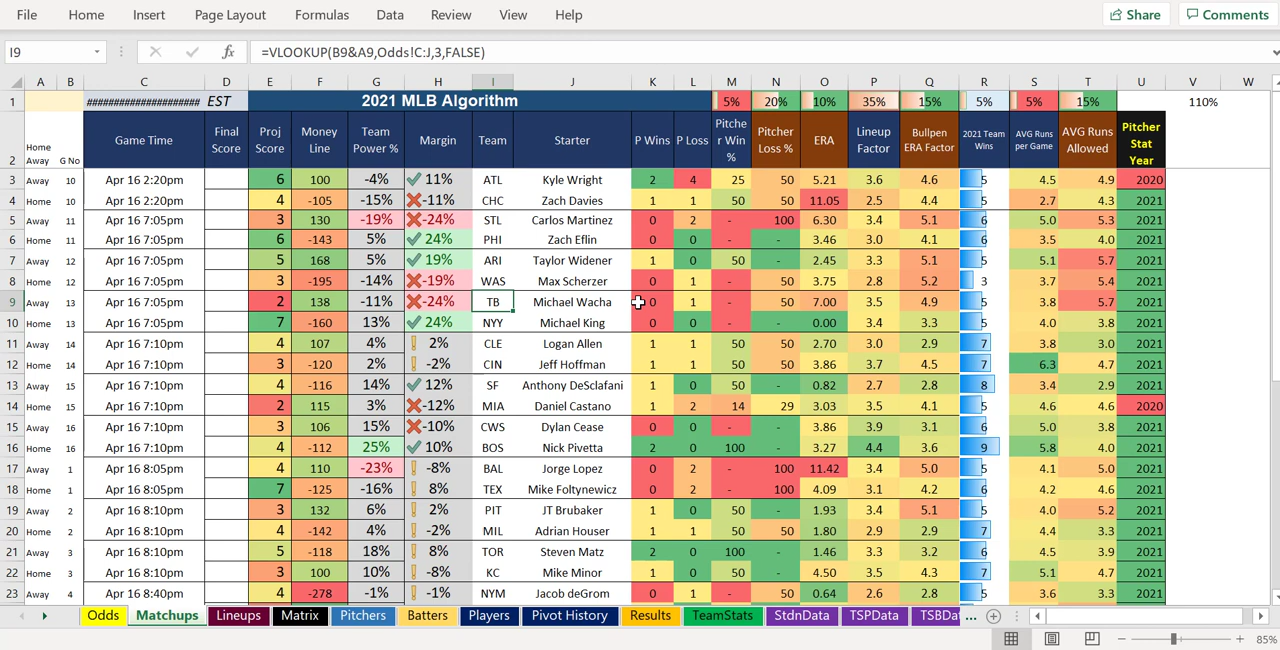 File Home Insert Page Layout Formulas Data Review View Help Share Comments
I9 fx =VLOOKUP(B9&A9,Odds!C:J,3,FALSE)
A B C D E F G H I J K L M N O P Q R S T U V W
1 #################### EST 2021 MLB Algorithm 5% 20% 10% 35% 15% 5% 5% 15% 110%
2 Home Away G No Game Time Final Score Proj Score Money Line Team Power % Margin Team Starter P Wins P Loss Pitcher Win % Pitcher Loss % ERA Lineup Factor Bullpen ERA Factor 2021 Team Wins AVG Runs per Game AVG Runs Allowed Pitcher Stat Year
3 Away 10 Apr 16 2:20pm 6 100 -4% 11% ATL Kyle Wright 2 4 25 50 5.21 3.6 4.6 5 4.5 4.9 2020
4 Home 10 Apr 16 2:20pm 4 -105 -15% -11% CHC Zach Davies 1 1 50 50 11.05 2.5 4.4 5 2.7 4.3 2021
5 Away 11 Apr 16 7:05pm 3 130 -19% -24% STL Carlos Martinez 0 2 - 100 6.30 3.4 5.1 6 5.0 5.3 2021
6 Home 11 Apr 16 7:05pm 6 -143 5% 24% PHI Zach Eflin 0 0 - - 3.46 3.0 4.1 6 3.5 4.0 2021
7 Away 12 Apr 16 7:05pm 5 168 5% 19% ARI Taylor Widener 1 0 50 - 2.45 3.3 5.1 5 5.1 5.7 2021
8 Home 12 Apr 16 7:05pm 3 -195 -14% -19% WAS Max Scherzer 0 1 - 50 3.75 2.8 5.2 3 3.7 5.4 2021
9 Away 13 Apr 16 7:05pm 2 138 -11% -24% TB Michael Wacha 0 1 - 50 7.00 3.5 4.9 5 3.8 5.7 2021
10 Home 13 Apr 16 7:05pm 7 -160 13% 24% NYY Michael King 0 0 - - 0.00 3.4 3.3 5 4.0 3.8 2021
11 Away 14 Apr 16 7:10pm 4 107 4% 2% CLE Logan Allen 1 1 50 50 2.70 3.0 2.9 7 3.8 3.0 2021
12 Home 14 Apr 16 7:10pm 3 -120 2% -2% CIN Jeff Hoffman 1 1 50 50 3.86 3.7 4.5 7 6.3 4.7 2021
13 Away 15 Apr 16 7:10pm 4 -116 14% 12% SF Anthony DeSclafani 1 0 50 - 0.82 2.7 2.8 8 3.4 2.9 2021
14 Home 15 Apr 16 7:10pm 2 115 3% -12% MIA Daniel Castano 1 2 14 29 3.03 3.5 4.1 5 4.6 4.6 2020
15 Away 16 Apr 16 7:10pm 3 106 15% -10% CWS Dylan Cease 0 0 - - 3.86 3.9 3.1 6 5.0 3.8 2021
16 Home 16 Apr 16 7:10pm 4 -112 25% 10% BOS Nick Pivetta 2 0 100 - 3.27 4.4 3.6 9 5.8 4.0 2021
17 Away 1 Apr 16 8:05pm 4 110 -23% -8% BAL Jorge Lopez 0 2 - 100 11.42 3.4 5.0 5 4.1 5.0 2021
18 Home 1 Apr 16 8:05pm 7 -125 -16% 8% TEX Mike Foltynewicz 0 2 - 100 4.09 3.1 4.2 6 4.2 4.6 2021
19 Away 2 Apr 16 8:10pm 3 132 6% 2% PIT JT Brubaker 1 0 50 - 1.93 3.4 5.1 5 3.8 5.4 2021
20 Home 2 Apr 16 8:10pm 4 -142 4% -2% MIL Adrian Houser 1 1 50 50 1.80 2.9 2.9 7 4.4 3.3 2021
21 Away 3 Apr 16 8:10pm 5 -118 18% 8% TOR Steven Matz 2 0 100 - 1.46 3.3 3.2 6 4.5 3.9 2021
22 Home 3 Apr 16 8:10pm 3 100 10% -8% KC Mike Minor 1 0 50 - 4.50 3.5 4.3 7 5.1 4.7 2021
23 Away 4 Apr 16 8:40pm 4 -278 -1% -1% NYM Jacob deGrom 0 1 - 50 0.64 2.6 2.8 5 3.6 3.3 2021
Odds Matchups Lineups Matrix Pitchers Batters Players Pivot History Results TeamStats StdnData TSPData TSBDa ...
85%